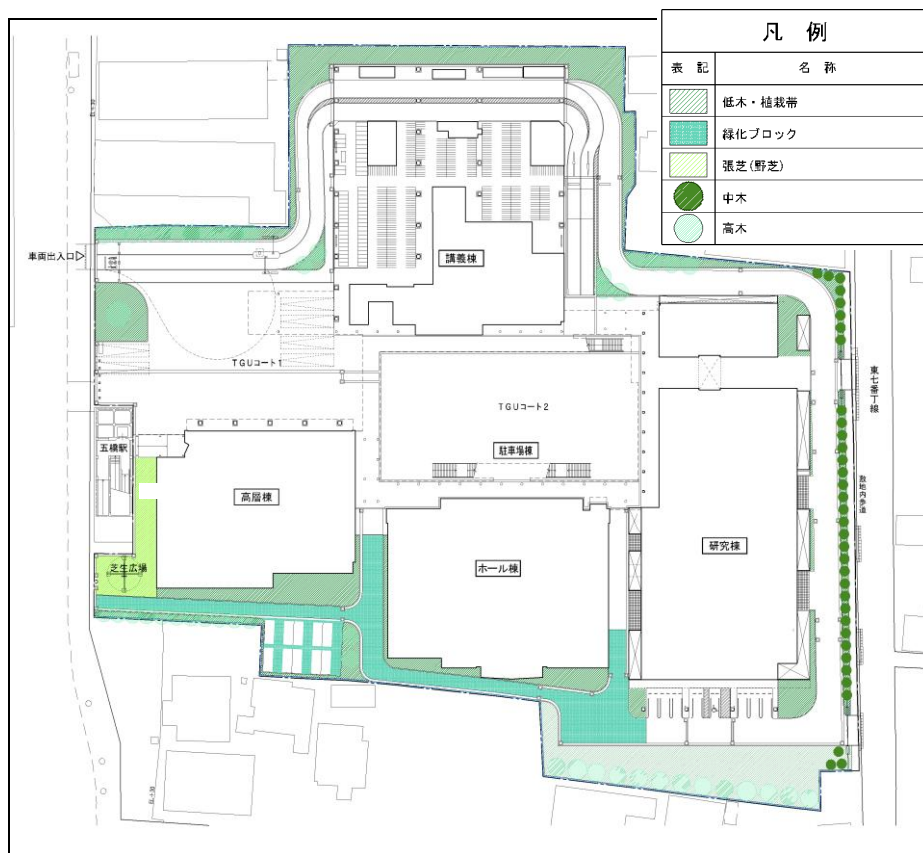 凡 例
表 記 名 称
低木・植栽帯
緑化ブロック
張芝(野芝)
中木
高木
車両出入口
講義棟
TGUコート1
TGUコート2
駐車場棟
五橋駅
高層棟
芝生広場
ホール棟
研究棟
東七番丁線
敷地内歩道